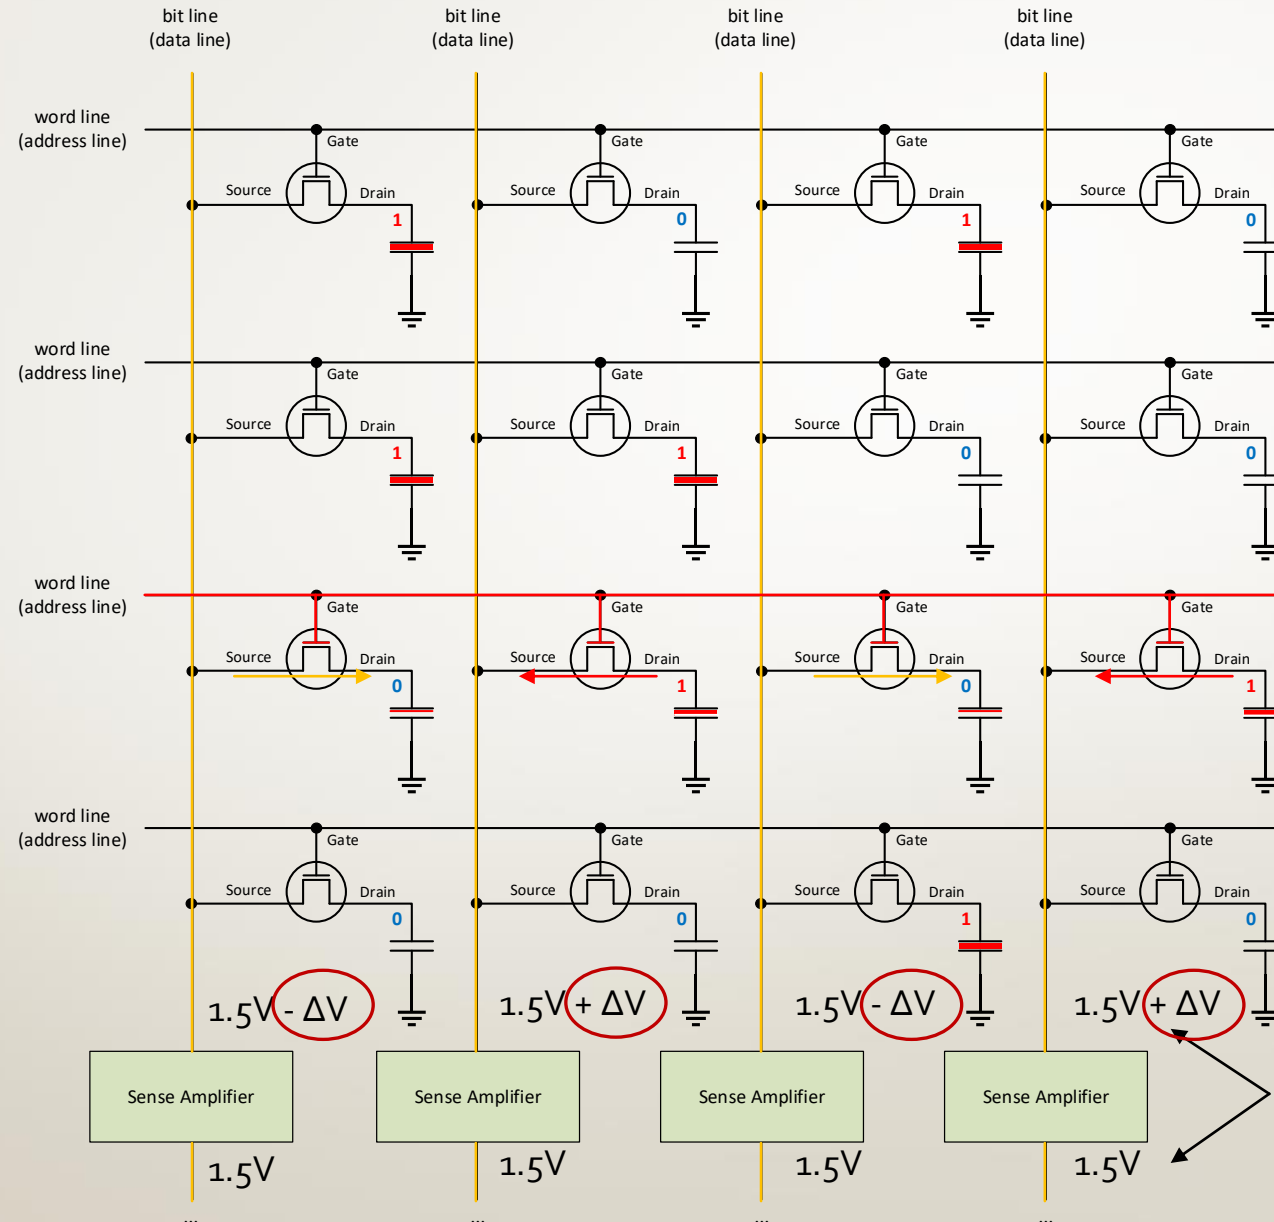 bit line
(data line)
bit line
(data line)
bit line
(data line)
bit line
(data line)
word line
(address line)
Gate
Gate
Gate
Gate
Source
Drain
Source
Drain
Source
Drain
Source
Drain
1
0
1
0
word line
(address line)
Gate
Gate
Gate
Gate
Source
Drain
Source
Drain
Source
Drain
Source
Drain
1
1
0
0
word line
(address line)
Gate
Gate
Gate
Gate
Source
Drain
Source
Drain
Source
Drain
Source
Drain
0
1
0
1
word line
(address line)
Gate
Gate
Gate
Gate
Source
Drain
Source
Drain
Source
Drain
Source
Drain
0
0
1
0
1.5V - ΔV
1.5V + ΔV
1.5V - ΔV
1.5V + ΔV
Sense Amplifier
Sense Amplifier
Sense Amplifier
Sense Amplifier
1.5V
1.5V
1.5V
1.5V
...
...
...
...